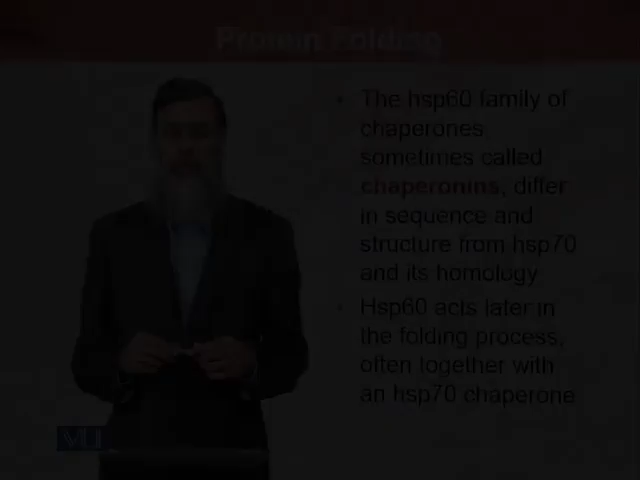 Protein Folding
• The hsp60 family of
chaperones
sometimes called
chaperonins, differ
in sequence and
structure from hsp70
and its homology
• Hsp60 acts later in
the folding process,
often together with
an hsp70 chaperone
VU